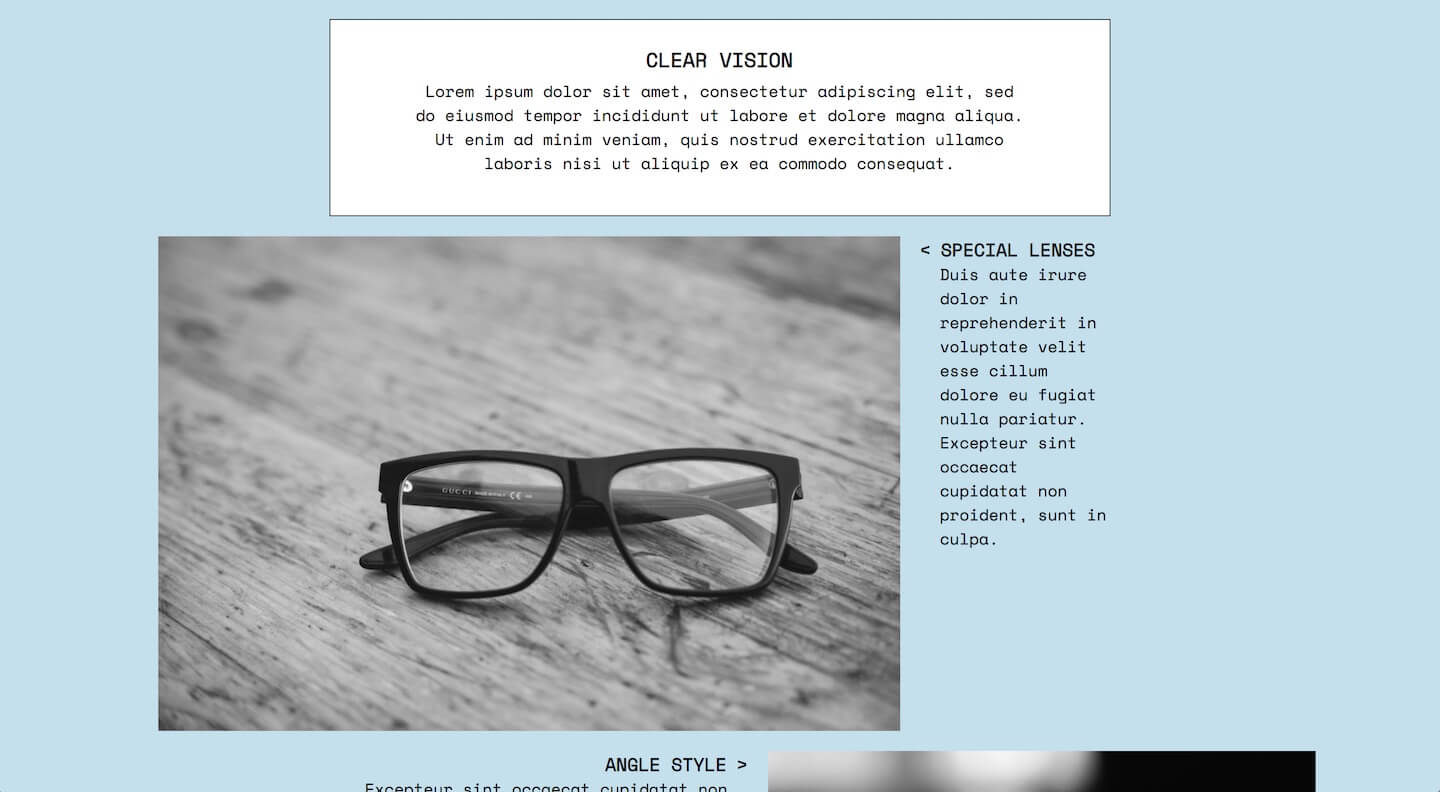 CLEAR VISION
Lorem ipsum dolor sit amet, consectetur adipiscing elit, sed
do eiusmod tempor incididunt ut labore et dolore magna aliqua.
Ut enim ad minim veniam, quis nostrud exercitation ullamco
laboris nisi ut aliquip ex ea commodo consequat.
< SPECIAL LENSES
Duis aute irure
dolor in
reprehenderit in
voluptate velit
esse cillum
dolore eu fugiat
nulla pariatur.
Excepteur sint
occaecat
cupidatat non
proident, sunt in
culpa.
GUCCI MADE IN ITALY CE
ANGLE STYLE >
Excepteur sint occaecat cupidatat non